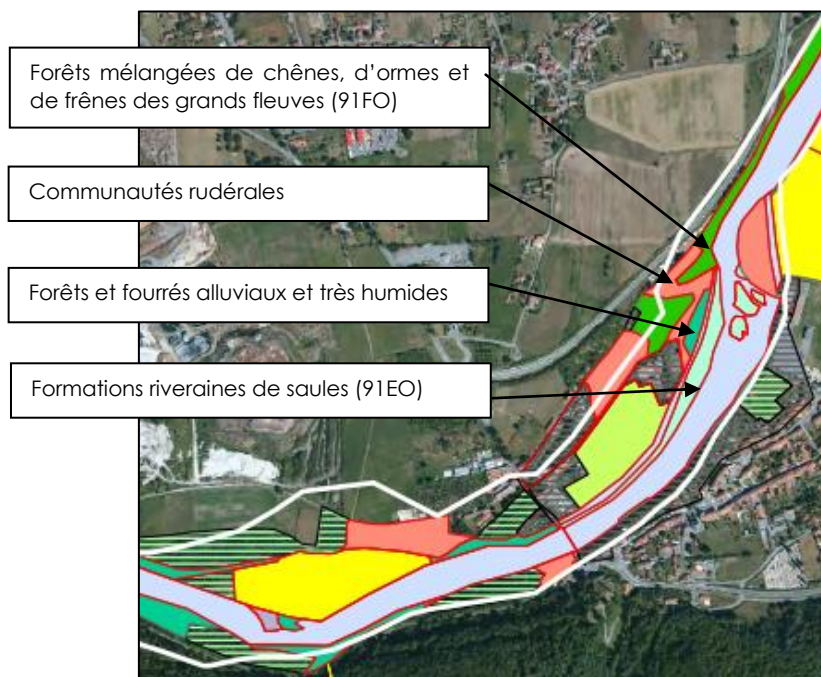 Forêts mélangées de chênes, d'ormes et
de frênes des grands fleuves (91FO)
Communautés rudérales
Forêts et fourrés alluviaux et très humides
Formations riveraines de saules (91EO)